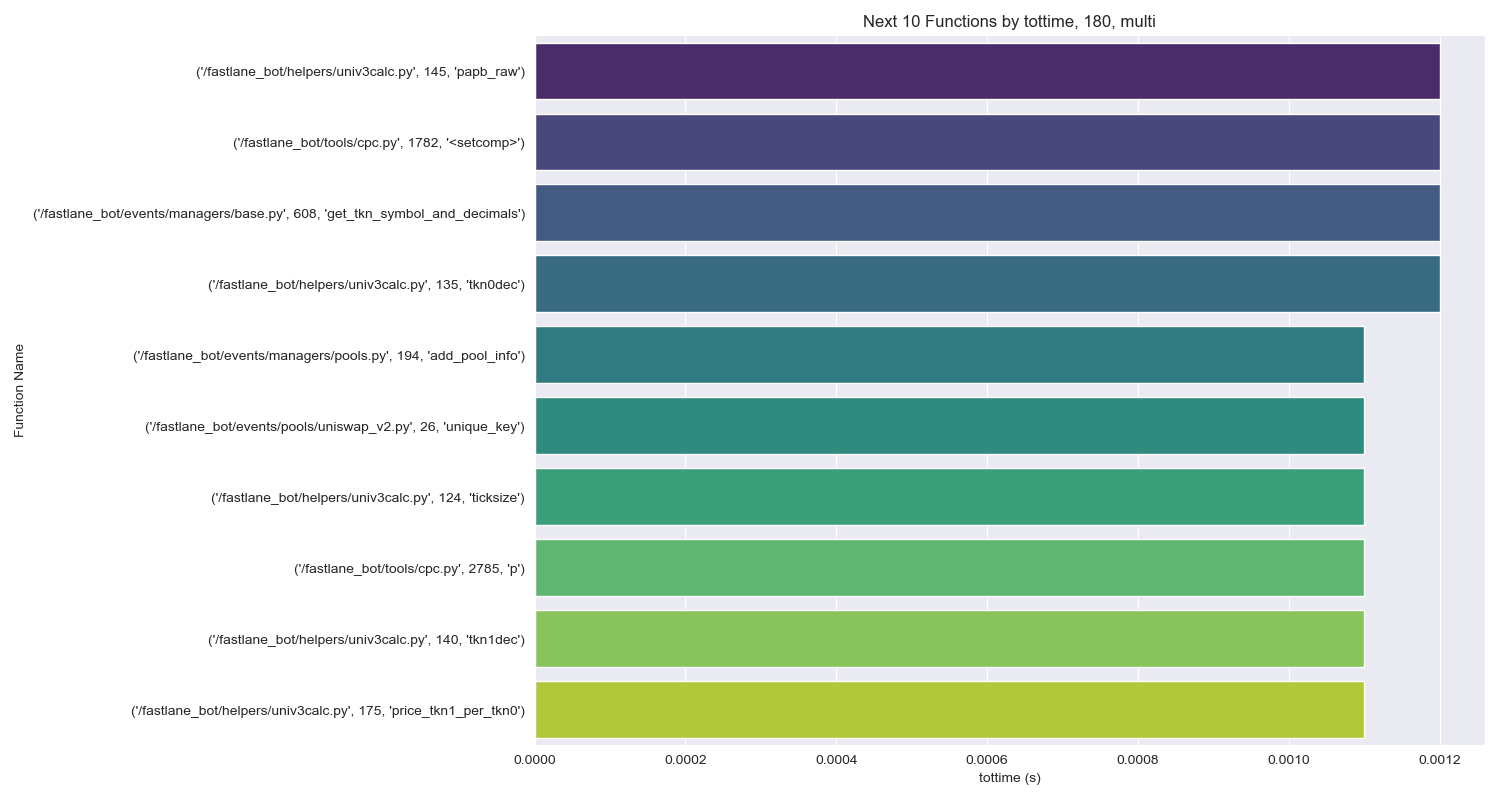 Next 10 Functions by tottime, 180, multi
Function Name
('/fastlane_bot/helpers/univ3calc.py', 145, 'papb_raw')
('/fastlane_bot/tools/cpc.py', 1782, '<setcomp>')
('/fastlane_bot/events/managers/base.py', 608, 'get_tkn_symbol_and_decimals')
('/fastlane_bot/helpers/univ3calc.py', 135, 'tkn0dec')
('/fastlane_bot/events/managers/pools.py', 194, 'add_pool_info')
('/fastlane_bot/events/pools/uniswap_v2.py', 26, 'unique_key')
('/fastlane_bot/helpers/univ3calc.py', 124, 'ticksize')
('/fastlane_bot/tools/cpc.py', 2785, 'p')
('/fastlane_bot/helpers/univ3calc.py', 140, 'tkn1dec')
('/fastlane_bot/helpers/univ3calc.py', 175, 'price_tkn1_per_tkn0')
0.0000 0.0002 0.0004 0.0006 0.0008 0.0010 0.0012
tottime (s)